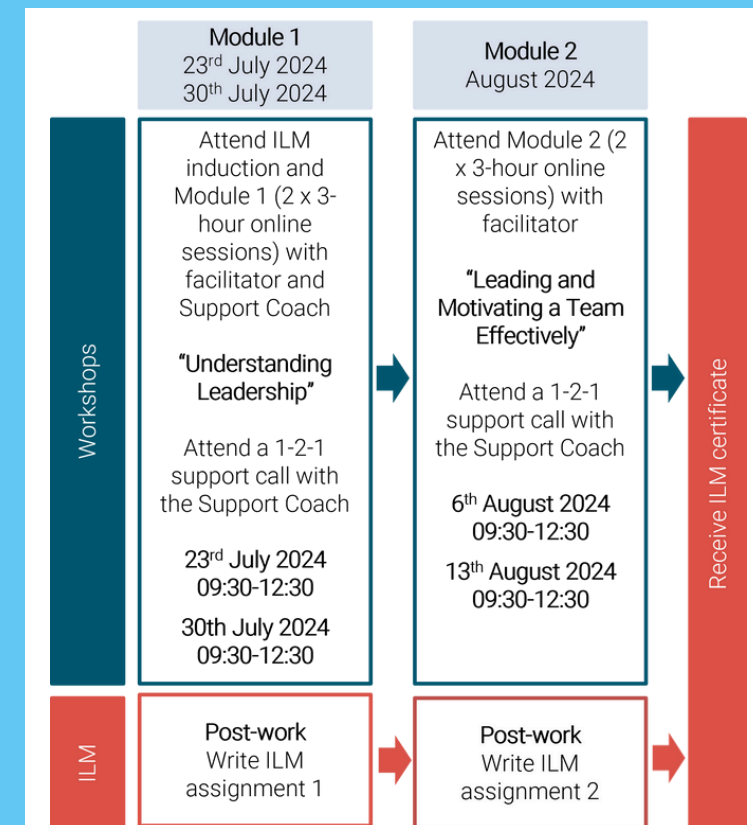 Module 1
23rd July 2024
30th July 2024
Module 2
August 2024
Workshops
Attend ILM
induction and
Module 1 (2 x 3-
hour online
sessions) with
facilitator and
Support Coach
“Understanding
Leadership”
Attend a 1-2-1
support call with
the Support Coach
23rd July 2024
09:30-12:30
30th July 2024
09:30-12:30
Attend Module 2 (2
x 3-hour online
sessions) with
facilitator
“Leading and
Motivating a Team
Effectively”
Attend a 1-2-1
support call with
the Support Coach
6th August 2024
09:30-12:30
13th August 2024
09:30-12:30
Receive ILM certificate
ILM
Post-work
Write ILM
assignment 1
Post-work
Write ILM
assignment 2